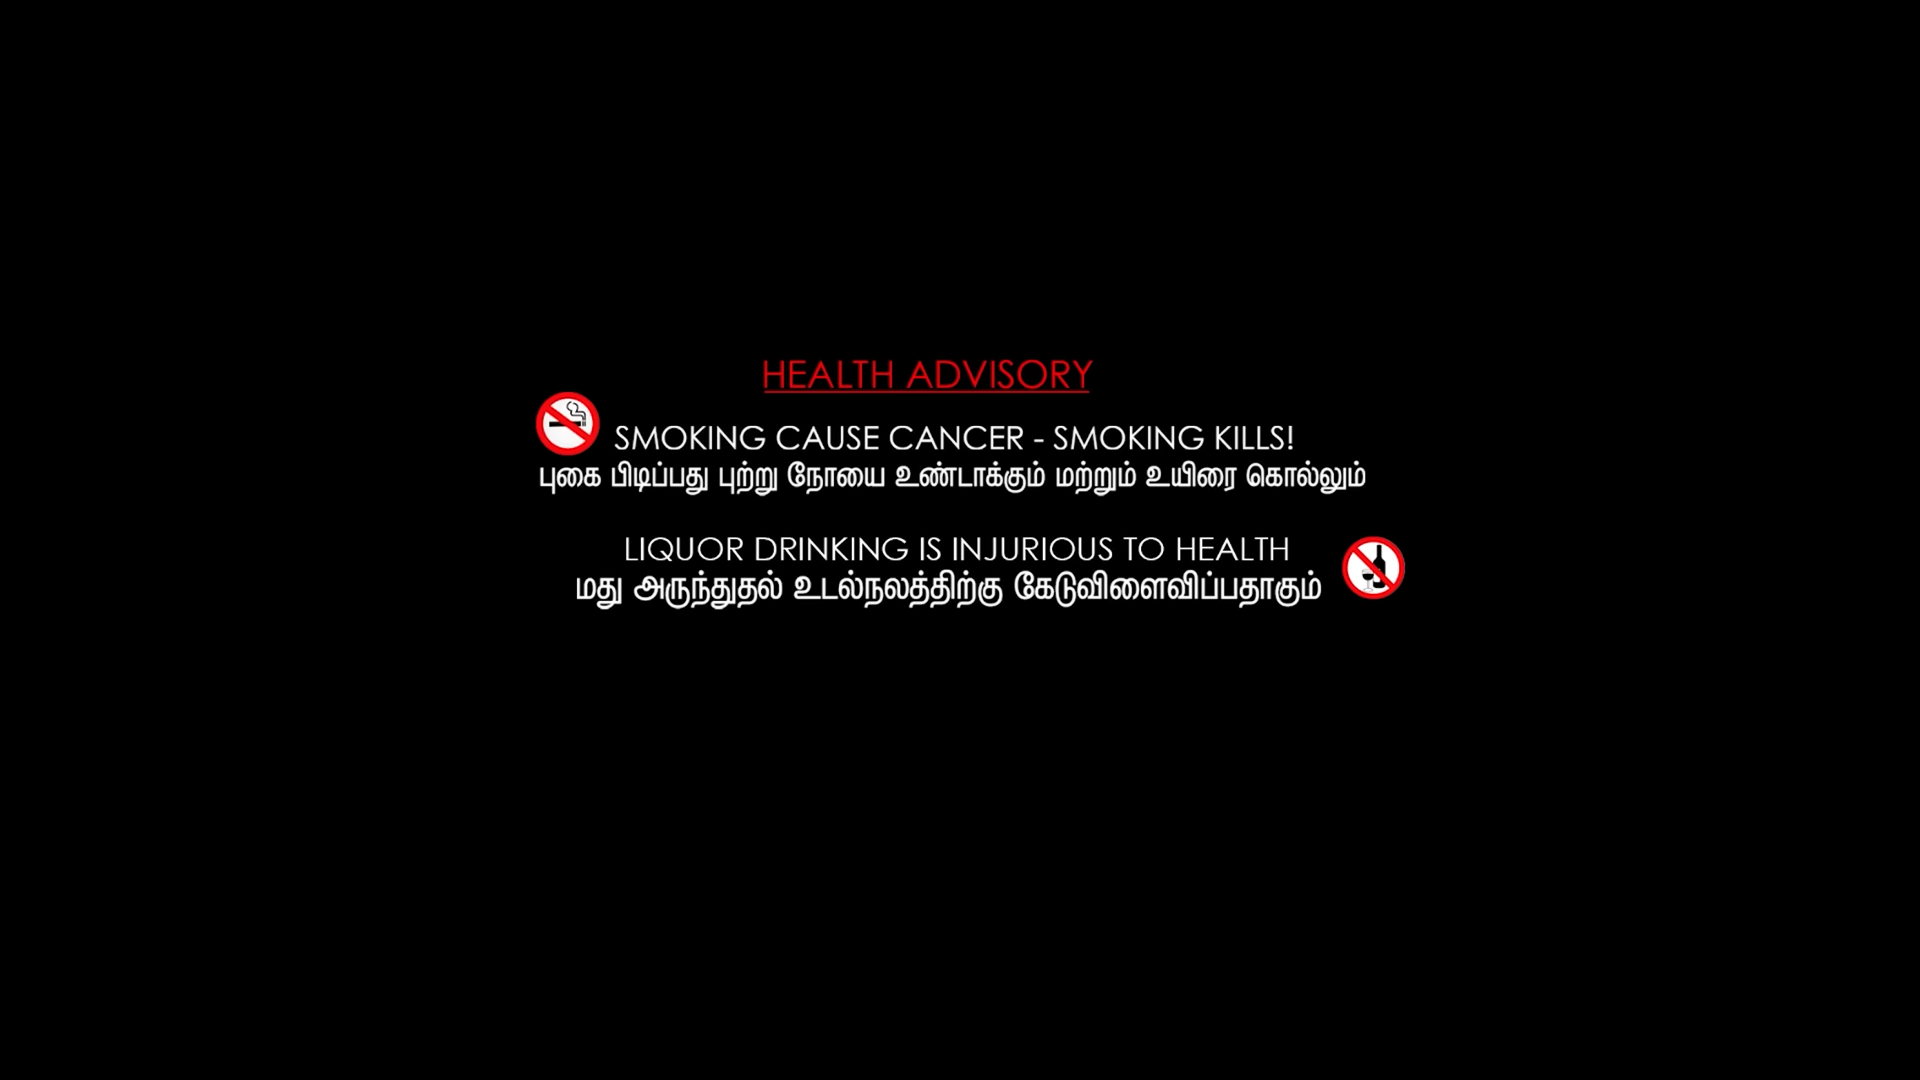 HEALTH ADVISORY
SMOKING CAUSE CANCER - SMOKING KILLS!
புகை பிடிப்பது புற்று நோயை உண்டாக்கும் மற்றும் உயிரை கொல்லும்
LIQUOR DRINKING IS INJURIOUS TO HEALTH
மது அருந்துதல் உடல்நலத்திற்கு கேடுவிளைவிப்பதாகும்